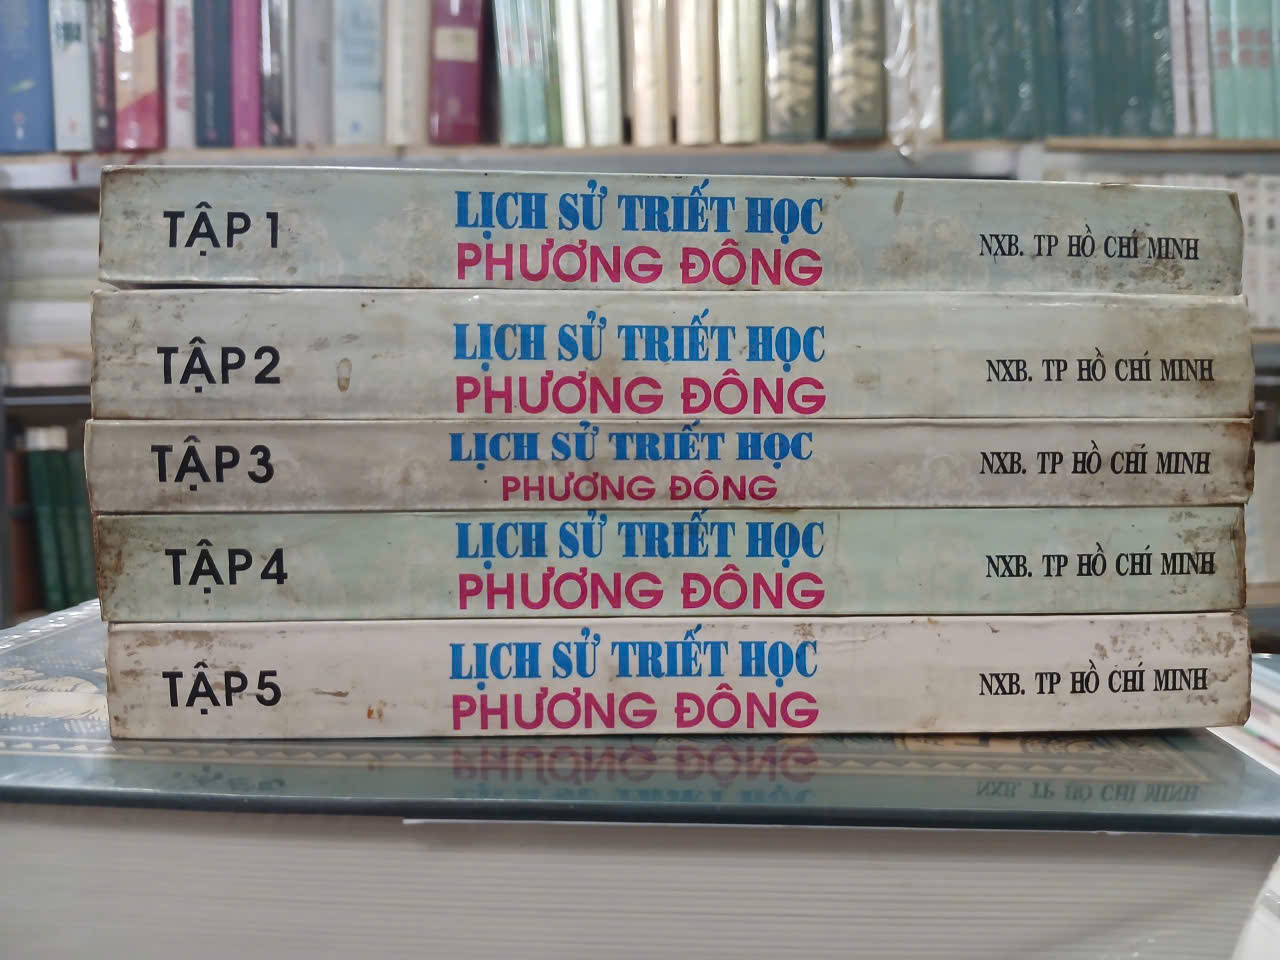 TẬP 1
LỊCH SỬ TRIẾT HỌC
PHƯƠNG ĐÔNG
NXB. TP HỒ CHÍ MINH
TẬP 2
LỊCH SỬ TRIẾT HỌC
PHƯƠNG ĐÔNG
NXB. TP HỒ CHÍ MINH
TẬP 3
LỊCH SỬ TRIẾT HỌC
PHƯƠNG ĐÔNG
NXB. TP HỒ CHÍ MINH
TẬP 4
LỊCH SỬ TRIẾT HỌC
PHƯƠNG ĐÔNG
NXB. TP HỒ CHÍ MINH
TẬP 5
LỊCH SỬ TRIẾT HỌC
PHƯƠNG ĐÔNG
NXB. TP HỒ CHÍ MINH